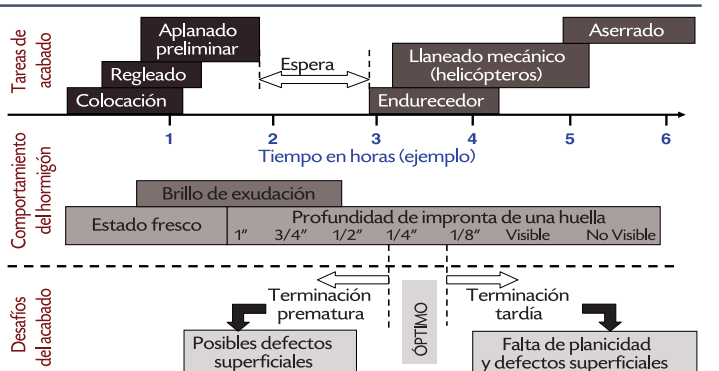 Tareas de
acabado
Aplanado
preliminar
Regleado
Colocación
Espera
Aserrado
Llaneado mecánico
(helicópteros)
Endurecedor
1 2 3 4 5 6
Tiempo en horas (ejemplo)
Comportamiento
del hormigón
Brillo de exudación
Estado fresco
Profundidad de impronta de una huella
1″ 3/4″ 1/2″ 1/4″ 1/8″ Visible No Visible
Desafíos
del acabado
Terminación
prematura
ÓPTIMO
Terminación
tardía
Posibles defectos
superficiales
Falta de planicidad
y defectos superficiales